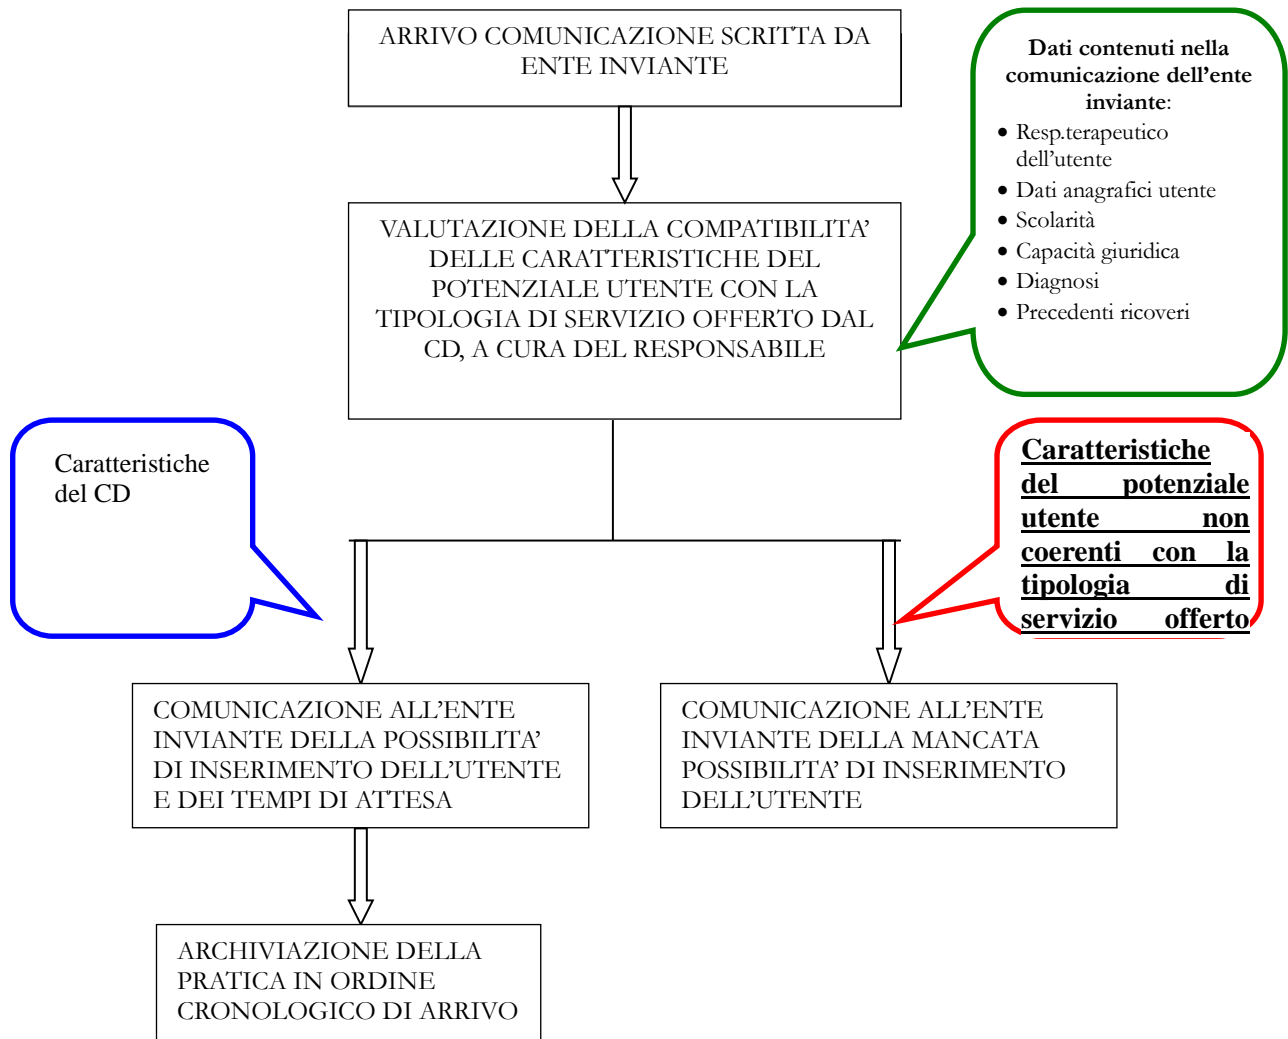 ARRIVO COMUNICAZIONE SCRITTA DA
ENTE INVIANTE
Dati contenuti nella
comunicazione dell’ente
inviante:
• Resp.terapeutico
dell’utente
• Dati anagrafici utente
• Scolarità
• Capacità giuridica
• Diagnosi
• Precedenti ricoveri
VALUTAZIONE DELLA COMPATIBILITA’
DELLE CARATTERISTICHE DEL
POTENZIALE UTENTE CON LA
TIPOLOGIA DI SERVIZIO OFFERTO DAL
CD, A CURA DEL RESPONSABILE
Caratteristiche
del CD
Caratteristiche
del potenziale
utente non
coerenti con la
tipologia di
servizio offerto
COMUNICAZIONE ALL’ENTE
INVIANTE DELLA POSSIBILITA’
DI INSERIMENTO DELL’UTENTE
E DEI TEMPI DI ATTESA
COMUNICAZIONE ALL’ENTE
INVIANTE DELLA MANCATA
POSSIBILITA’ DI INSERIMENTO
DELL’UTENTE
ARCHIVIAZIONE DELLA
PRATICA IN ORDINE
CRONOLOGICO DI ARRIVO